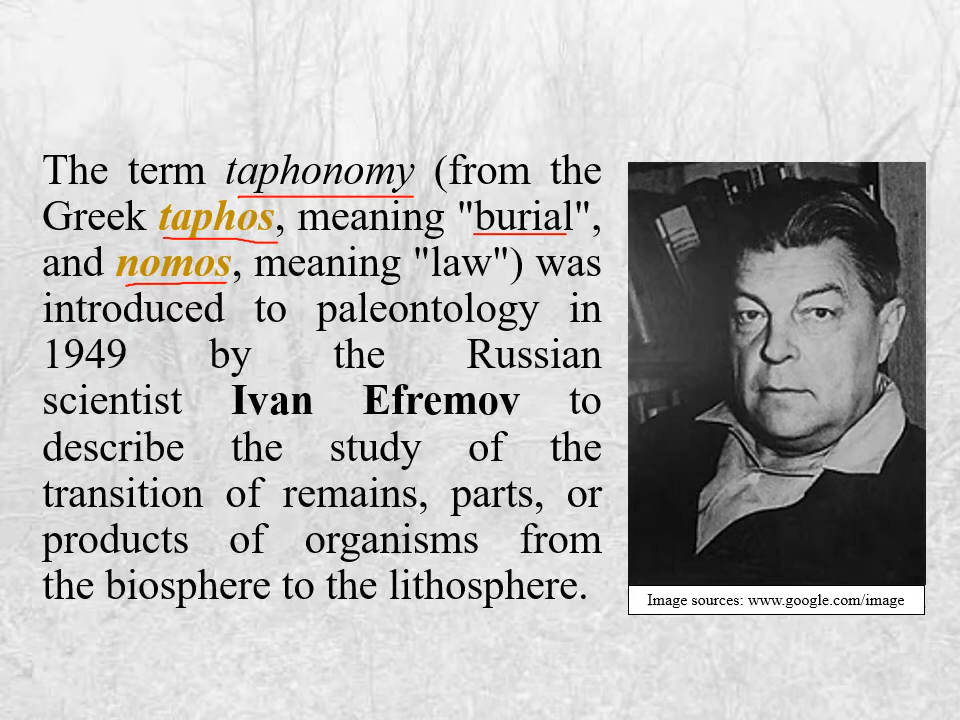 The term taphonomy (from the
Greek taphos, meaning "burial",
and nomos, meaning "law") was
introduced to paleontology in
1949 by the Russian
scientist Ivan Efremov to
describe the study of the
transition of remains, parts, or
products of organisms from
the biosphere to the lithosphere.
Image sources: www.google.com/image